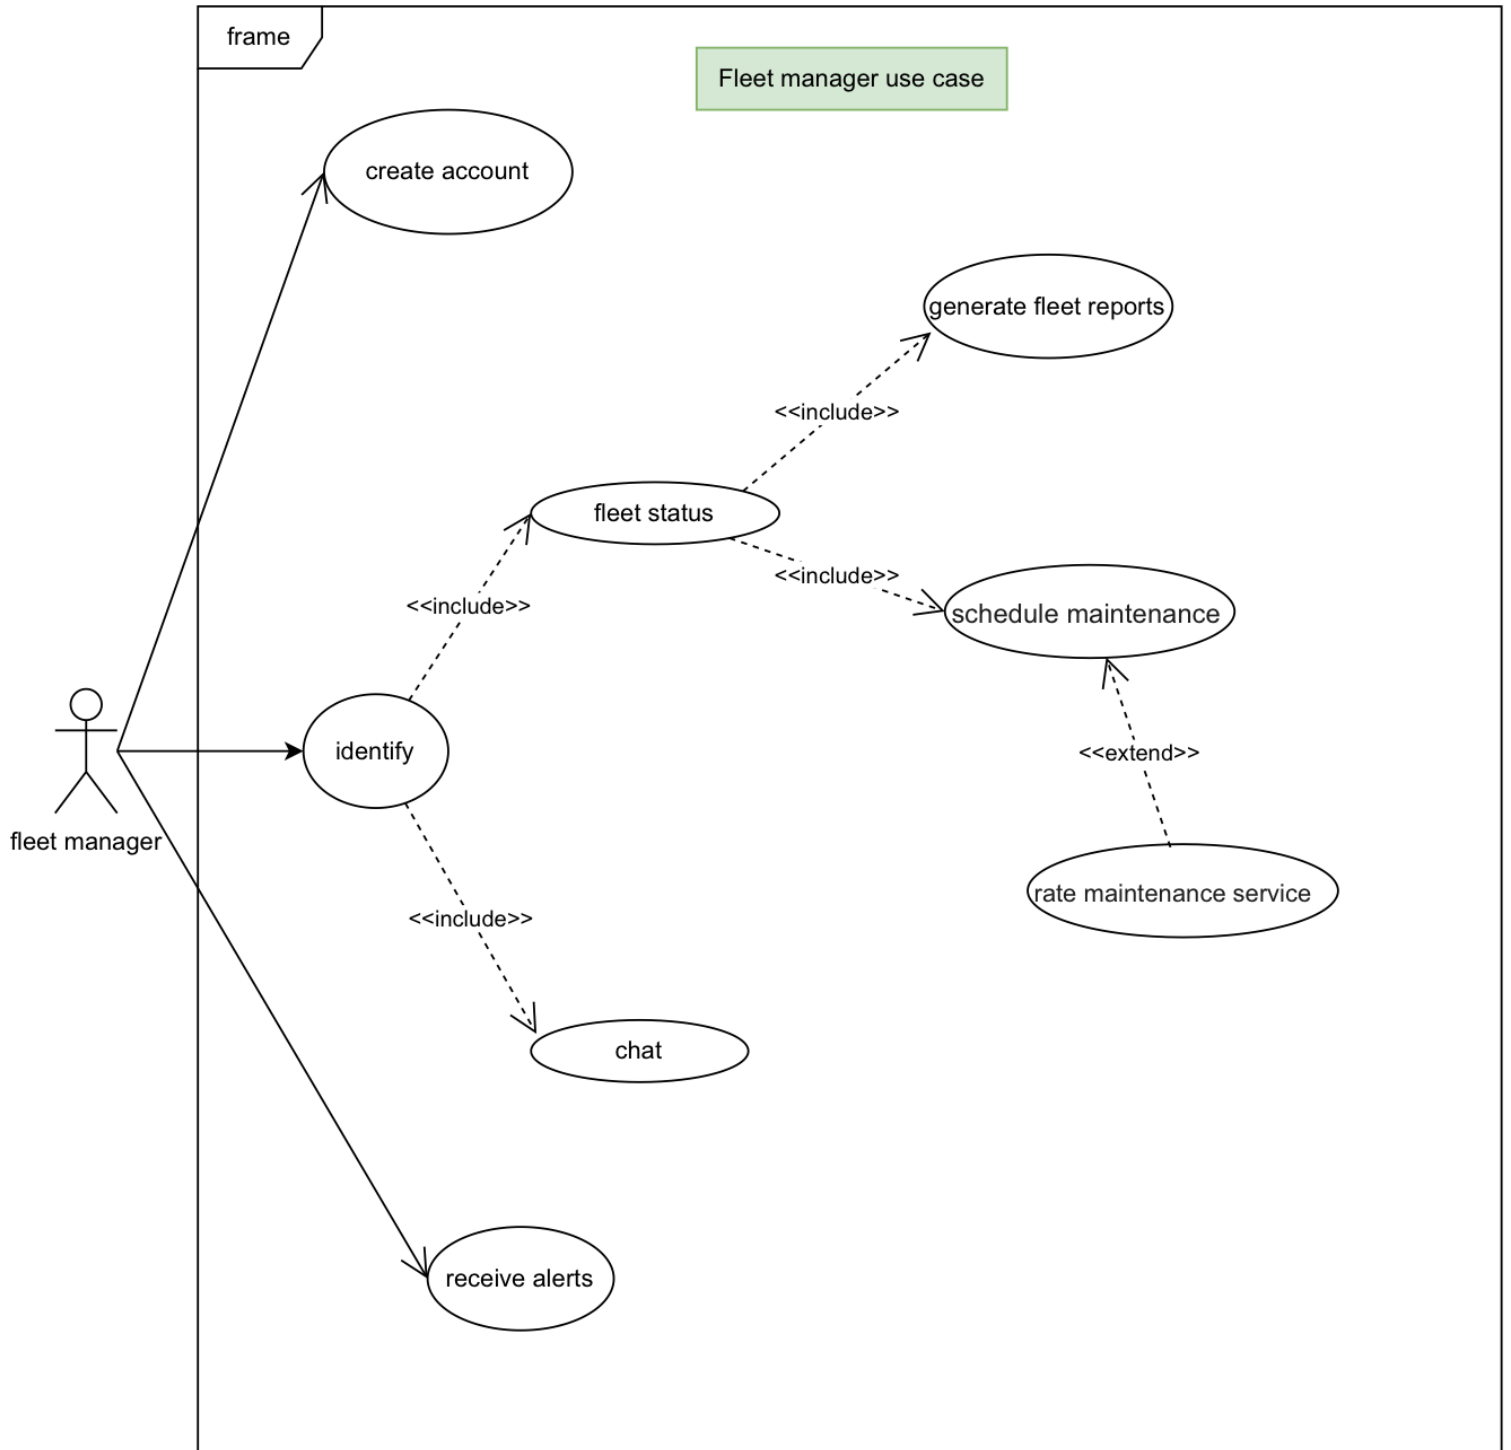 frame
Fleet manager use case
create account
generate fleet reports
<<include>>
fleet status
<<include>>
<<include>>
schedule maintenance
identify
<<extend>>
fleet manager
rate maintenance service
<<include>>
chat
receive alerts